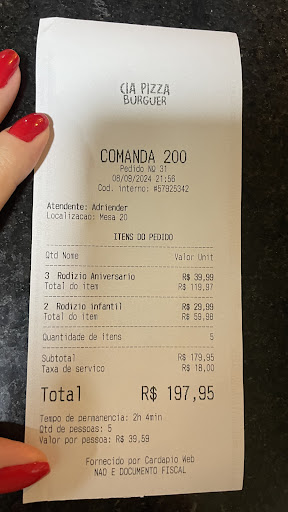 CIA PIZZA
BURGUER
COMANDA 200
Pedido NQ 31
08/09/2024 21:56
Cod. interno: #57925342
Atendente: Adriender
Localizacao: Mesa 20
ITENS DO PEDIDO
Qtd Nome Valor Unit
3 Rodizio Aniversario R$ 39,99
Total do item R$ 119,97
2 Rodizio infantil R$ 29,99
Total do item R$ 59,98
Quantidade de itens 5
Subtotal R$ 179,95
Taxa de servico R$ 18,00
Total R$ 197,95
Tempo de permanencia: 2h 4min
Qtd de pessoas: 5
Valor por pessoa: R$ 39,59
Fornecido por Cardapio Web
NAO E DOCUMENTO FISCAL